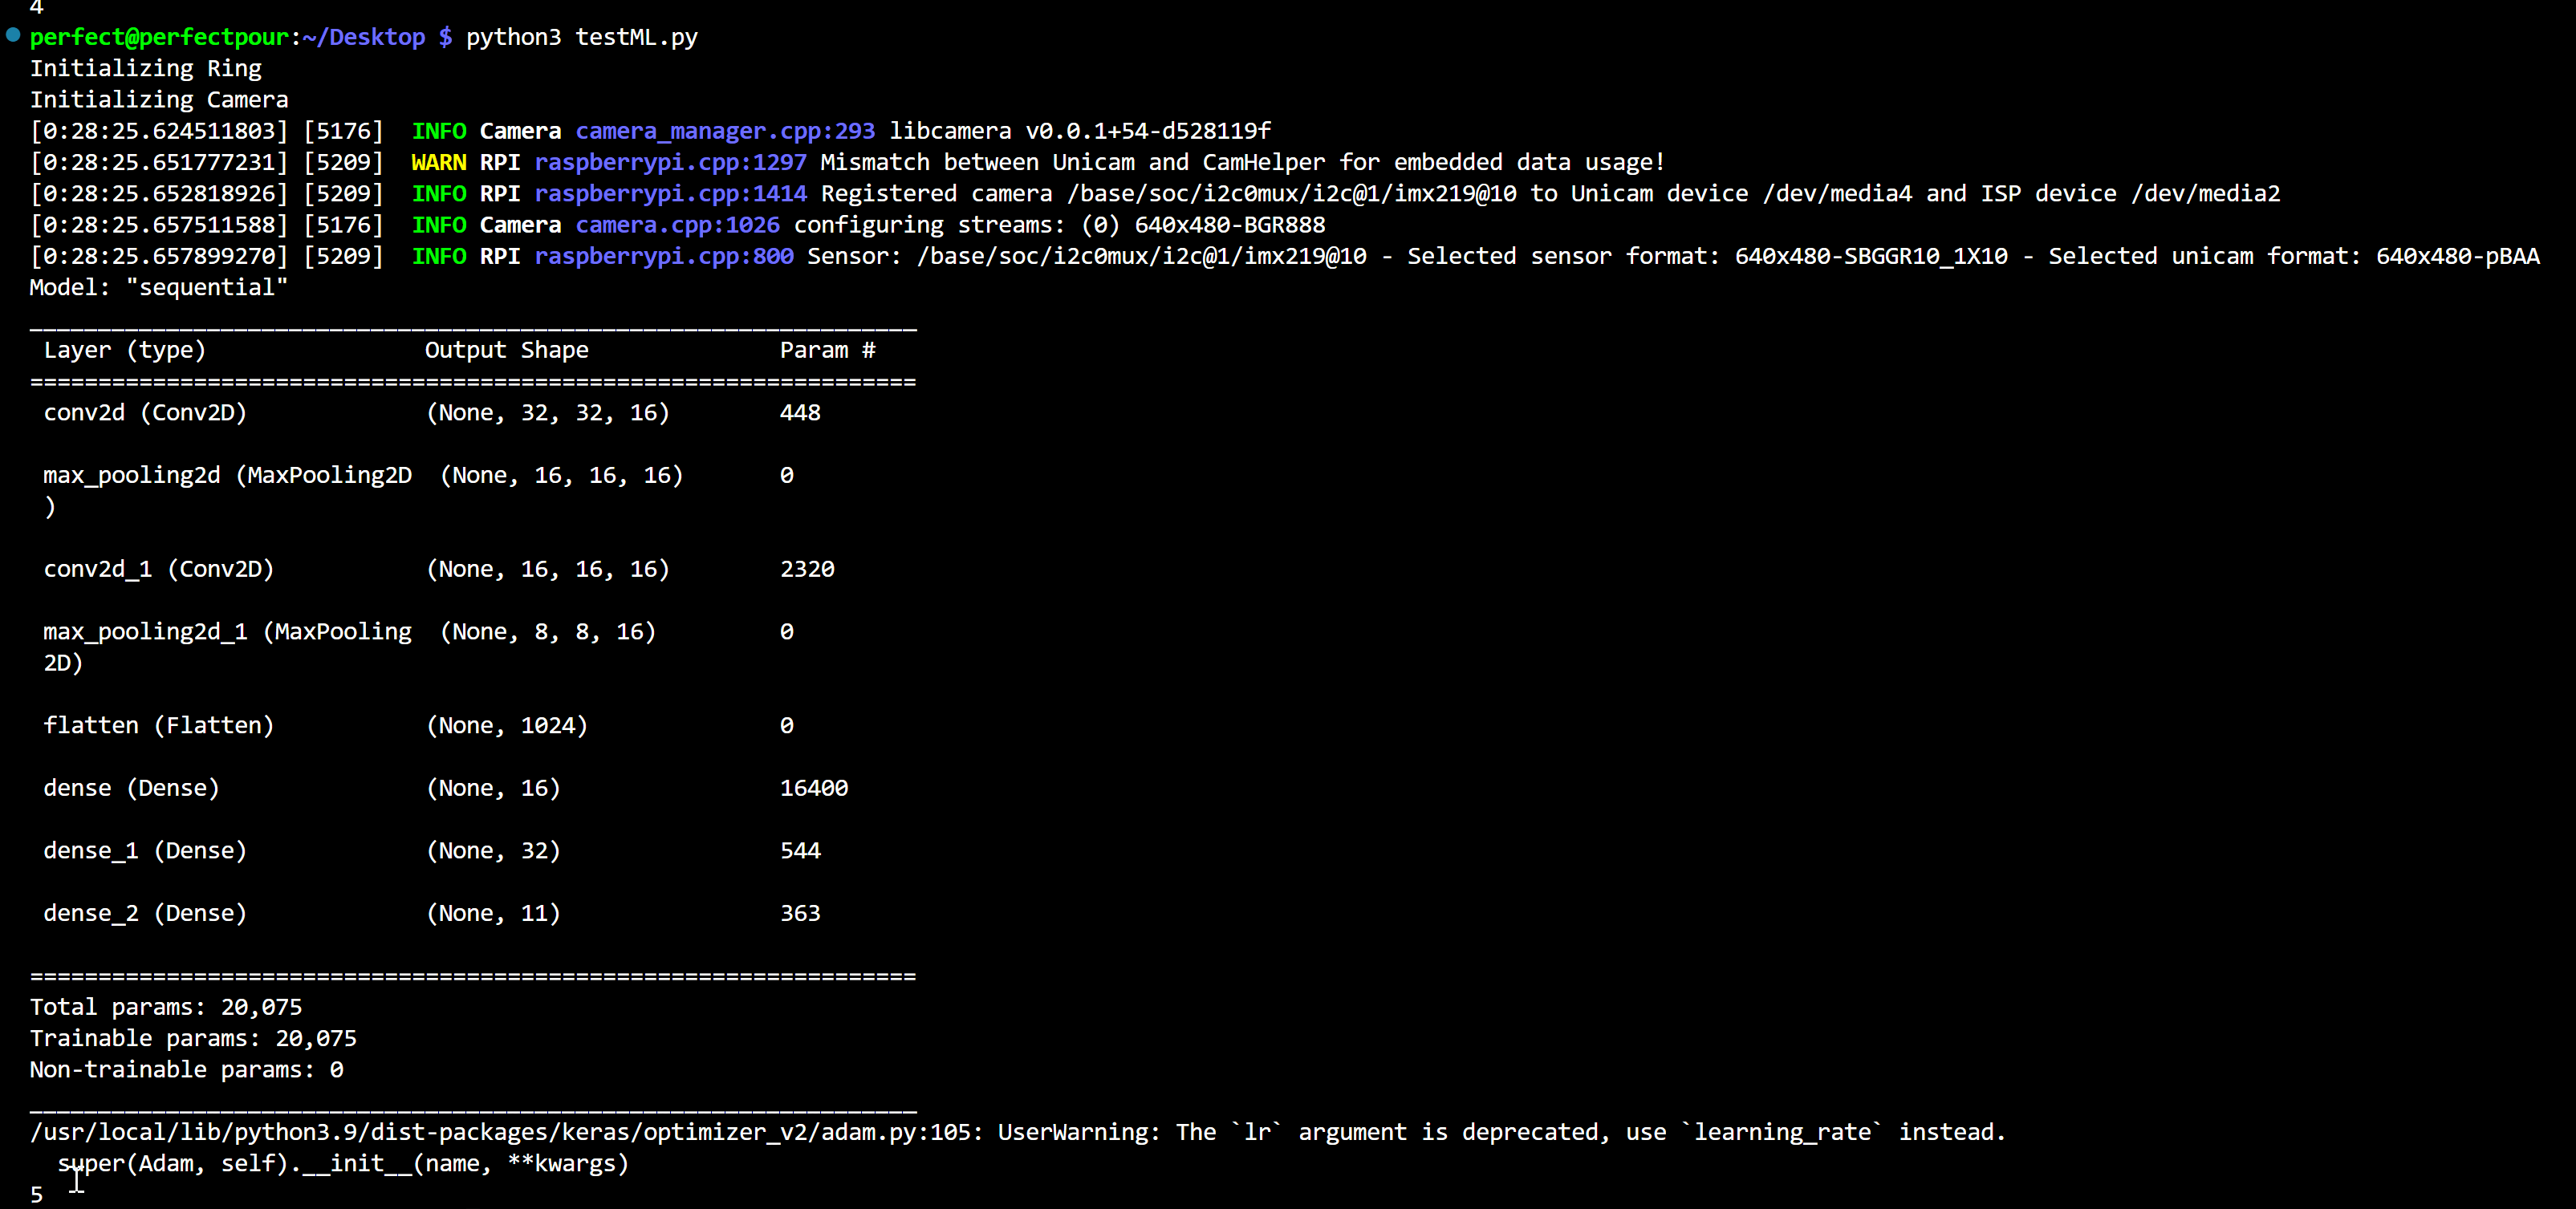 4
perfect@perfectpour:~/Desktop $ python3 testML.py
Initializing Ring
Initializing Camera
[0:28:25.624511803] [5176]  INFO Camera camera_manager.cpp:293 libcamera v0.0.1+54-d528119f
[0:28:25.651777231] [5209]  WARN RPI raspberrypi.cpp:1297 Mismatch between Unicam and CamHelper for embedded data usage!
[0:28:25.652818926] [5209]  INFO RPI raspberrypi.cpp:1414 Registered camera /base/soc/i2c0mux/i2c@1/imx219@10 to Unicam device /dev/media4 and ISP device /dev/media2
[0:28:25.657511588] [5176]  INFO Camera camera.cpp:1026 configuring streams: (0) 640x480-BGR888
[0:28:25.657899270] [5209]  INFO RPI raspberrypi.cpp:800 Sensor: /base/soc/i2c0mux/i2c@1/imx219@10 - Selected sensor format: 640x480-SBGGR10_1X10 - Selected unicam format: 640x480-pBAA
Model: "sequential"
_________________________________________________________________
 Layer (type)                Output Shape              Param #
=================================================================
 conv2d (Conv2D)             (None, 32, 32, 16)        448
 max_pooling2d (MaxPooling2D  (None, 16, 16, 16)       0
 )
 conv2d_1 (Conv2D)           (None, 16, 16, 16)        2320
 max_pooling2d_1 (MaxPooling  (None, 8, 8, 16)         0
 2D)
 flatten (Flatten)           (None, 1024)              0
 dense (Dense)               (None, 16)                16400
 dense_1 (Dense)             (None, 32)                544
 dense_2 (Dense)             (None, 11)                363
=================================================================
Total params: 20,075
Trainable params: 20,075
Non-trainable params: 0
_________________________________________________________________
/usr/local/lib/python3.9/dist-packages/keras/optimizer_v2/adam.py:105: UserWarning: The `lr` argument is deprecated, use `learning_rate` instead.
  super(Adam, self).__init__(name, **kwargs)
5